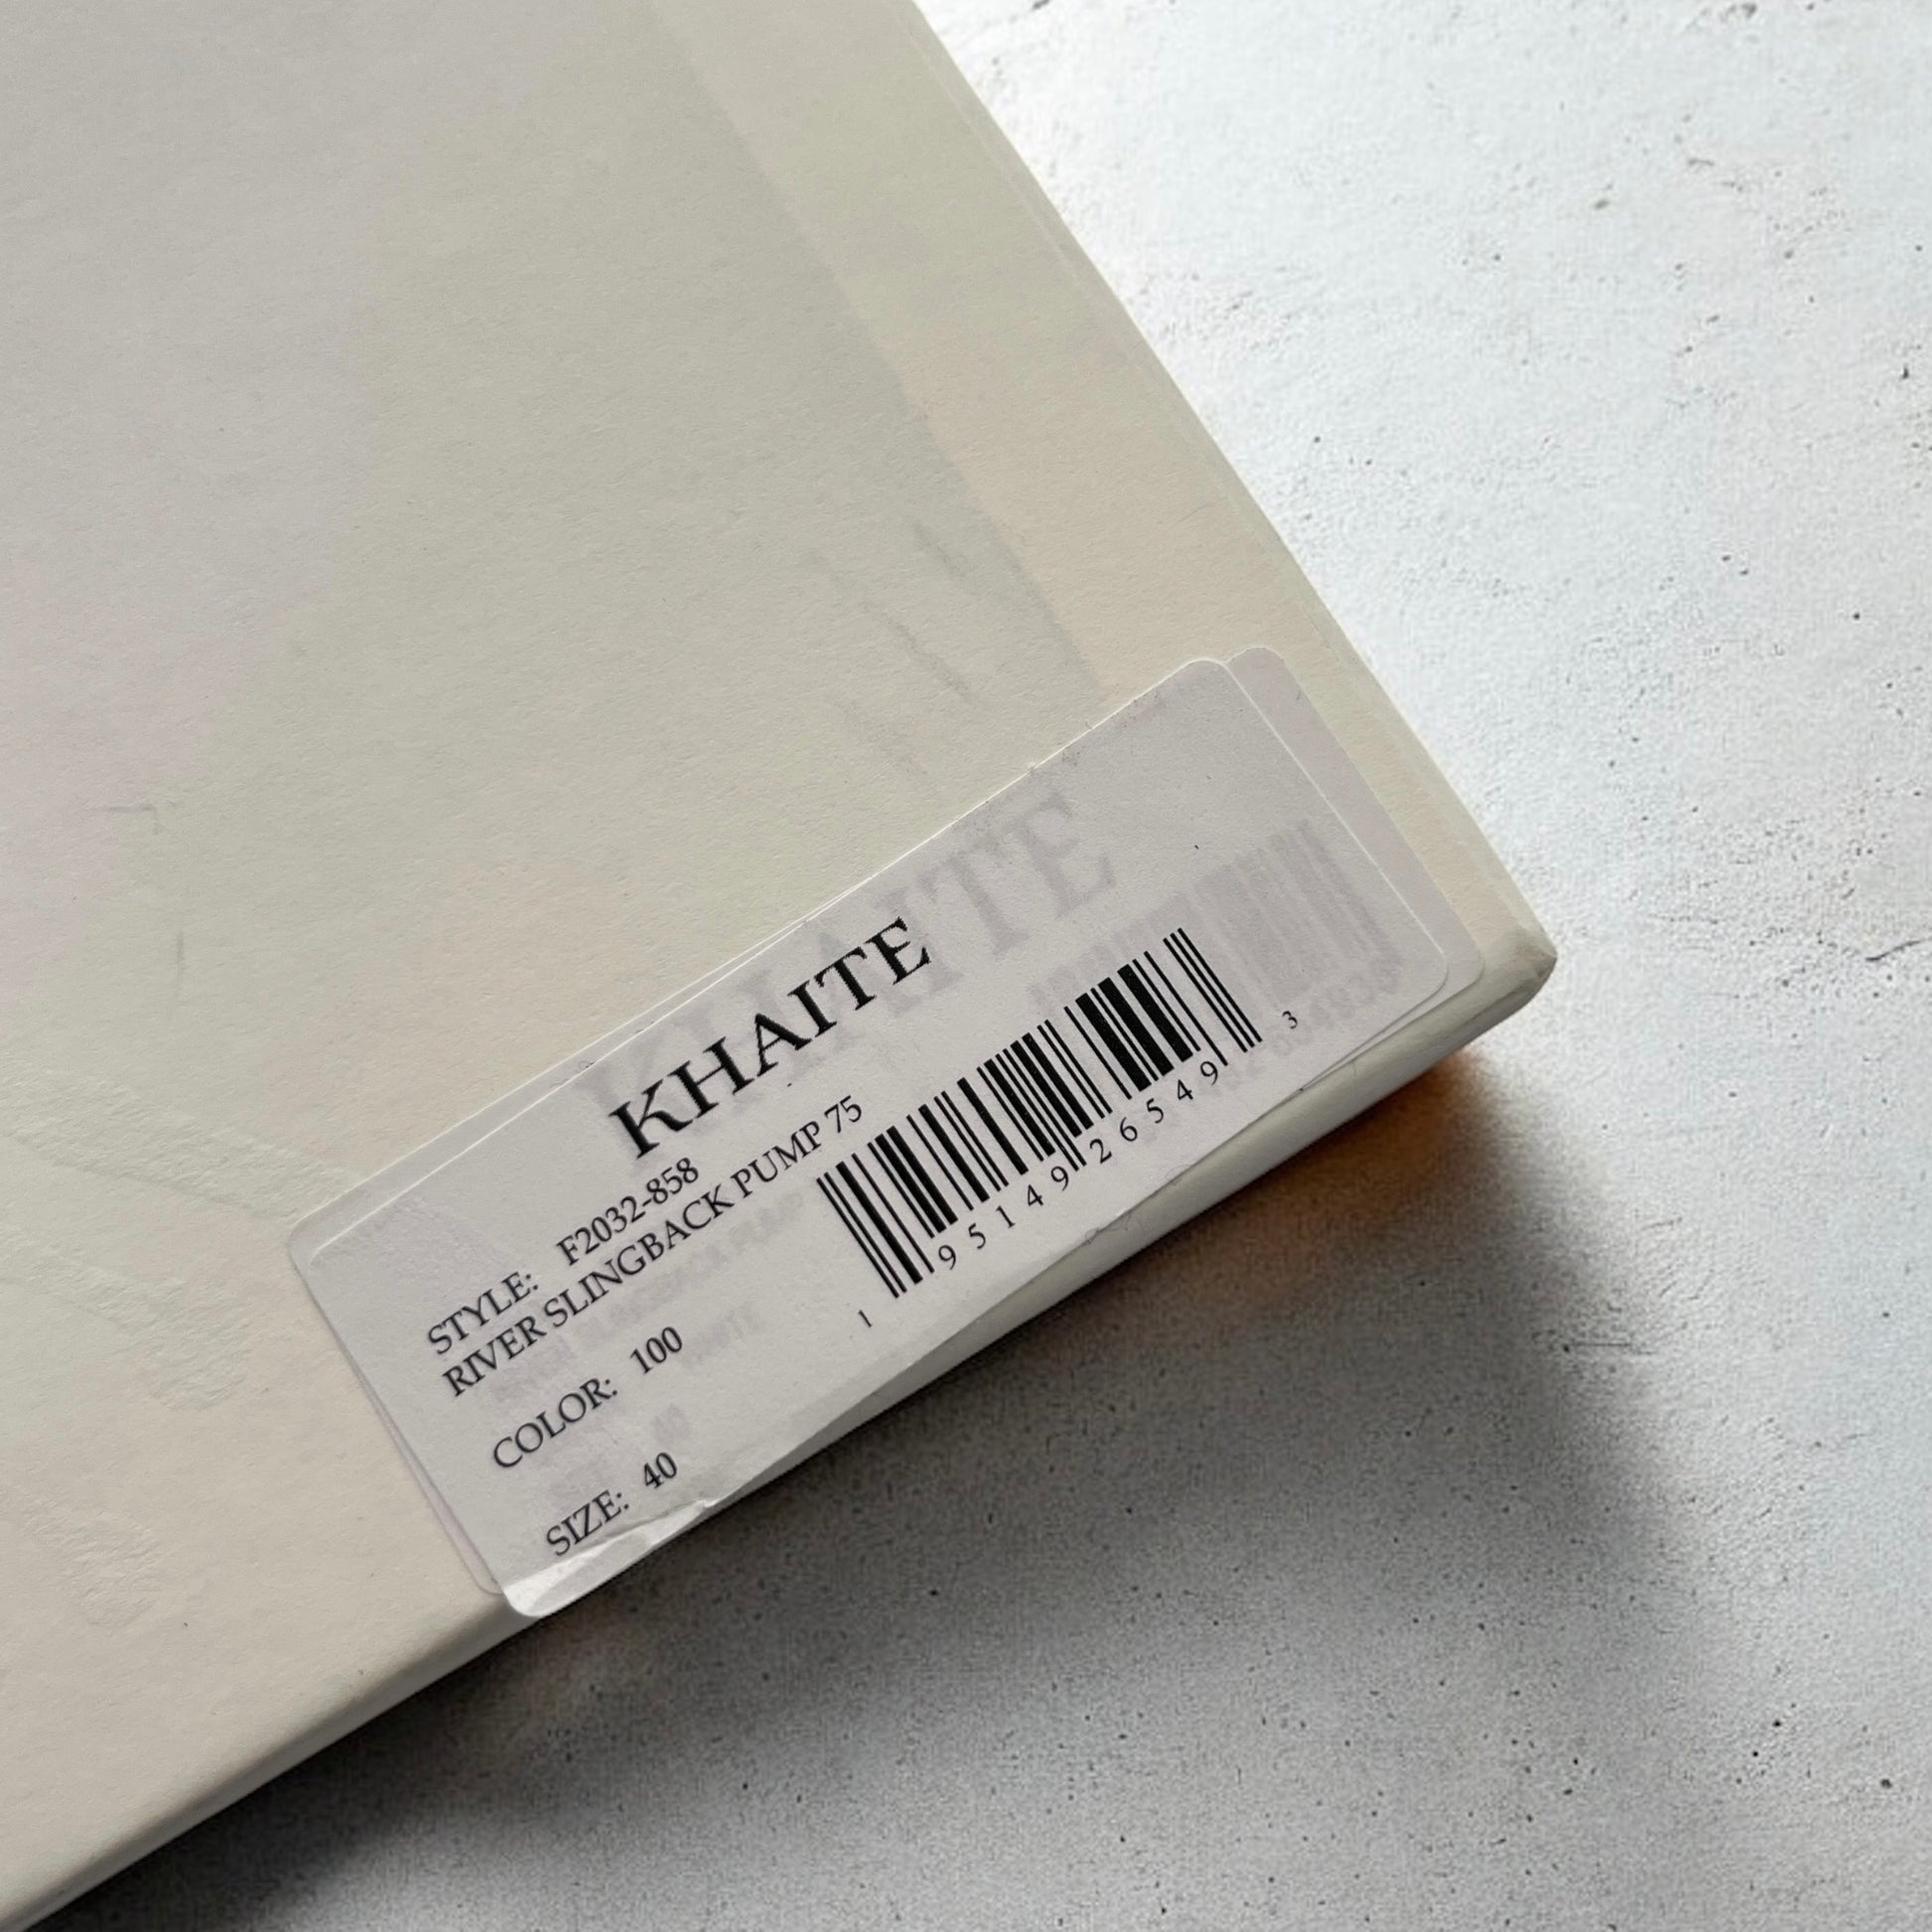 KHAITE
STYLE: F2032-858
RIVER SLINGBACK PUMP 75
COLOR: 100
SIZE: 40
1 95149 26549 3